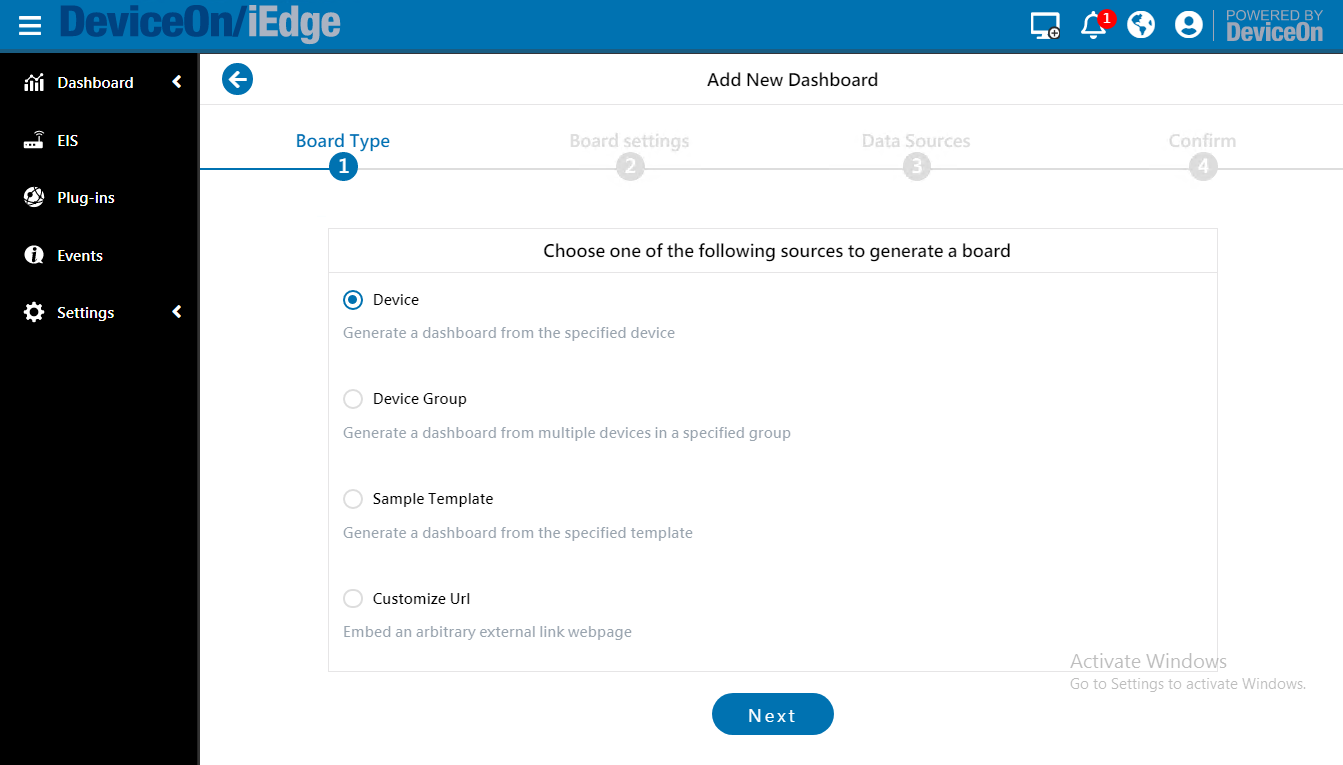 DeviceOn/iEdge
1
POWERED BY
DeviceOn
Dashboard
EIS
Plug-ins
Events
Settings
Add New Dashboard
Board Type
Board settings
Data Sources
Confirm
1
2
3
4
Choose one of the following sources to generate a board
Device
Generate a dashboard from the specified device
Device Group
Generate a dashboard from multiple devices in a specified group
Sample Template
Generate a dashboard from the specified template
Customize Url
Embed an arbitrary external link webpage
Activate Windows
Go to Settings to activate Windows.
Next